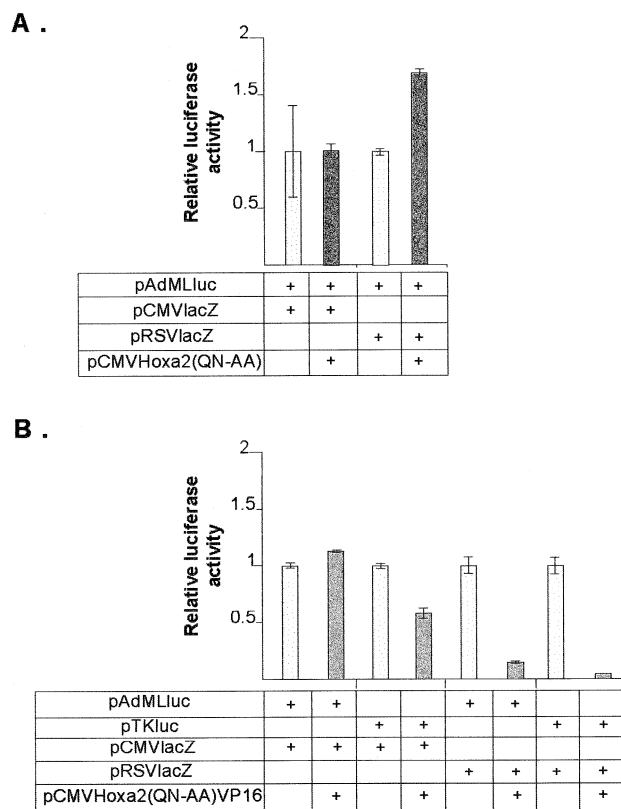 A .
2
1.5
1
0.5
Relative luciferase
activity
pAdMLluc + + + +
pCMVlacZ + +
pRSVlacZ + +
pCMVHoxa2(QN-AA) + +
B .
2
1.5
1
0.5
Relative luciferase
activity
pAdMLluc + + + +
pTKluc + + + +
pCMVlacZ + + + +
pRSVlacZ + + + +
pCMVHoxa2(QN-AA)VP16 + + + +